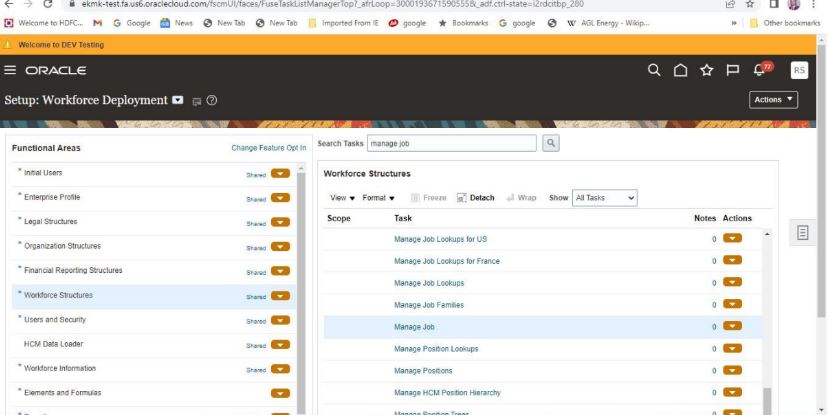 ekmk-test.fa.us6.oraclecloud.com/fscmUI/faces/FuseTaskListManagerTop?_afrLoop=3000193671590555&_adf.ctrl-state=i2rdcitbp_280
Welcome to HDFC... M Google News New Tab New Tab Imported From IE google Bookmarks google W AGL Energy - Wikip... » Other bookmarks
Welcome to DEV Testing
ORACLE 77 RS
Setup: Workforce Deployment Actions
Functional Areas Change Feature Opt In Search Tasks manage job
* Initial Users Shared
* Enterprise Profile Shared
* Legal Structures Shared
* Organization Structures Shared
* Financial Reporting Structures Shared
* Workforce Structures Shared
* Users and Security Shared
HCM Data Loader Shared
* Workforce Information Shared
* Elements and Formulas
Workforce Structures
View Format Freeze Detach Wrap Show All Tasks
Scope Task Notes Actions
Manage Job Lookups for US 0
Manage Job Lookups for France 0
Manage Job Lookups 0
Manage Job Families 0
Manage Job 0
Manage Position Lookups 0
Manage Positions 0
Manage HCM Position Hierarchy 0
Manage Position Trees 0